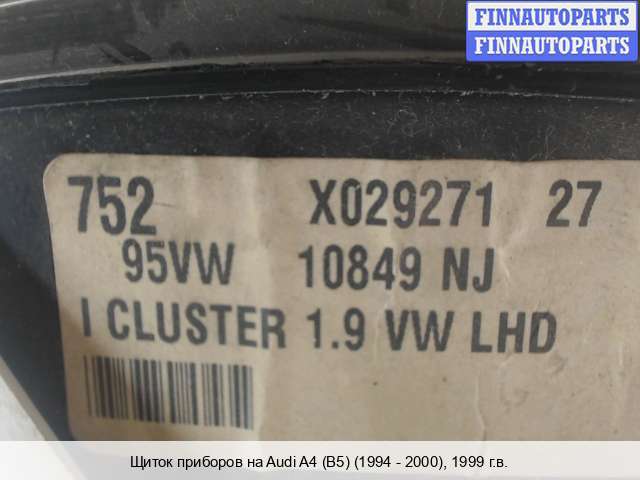 FINNAUTOPARTS
FINNAUTOPARTS
752 X029271 27
95VW 10849 NJ
I CLUSTER 1.9 VW LHD
Щиток приборов на Audi A4 (B5) (1994 - 2000), 1999 г.в.